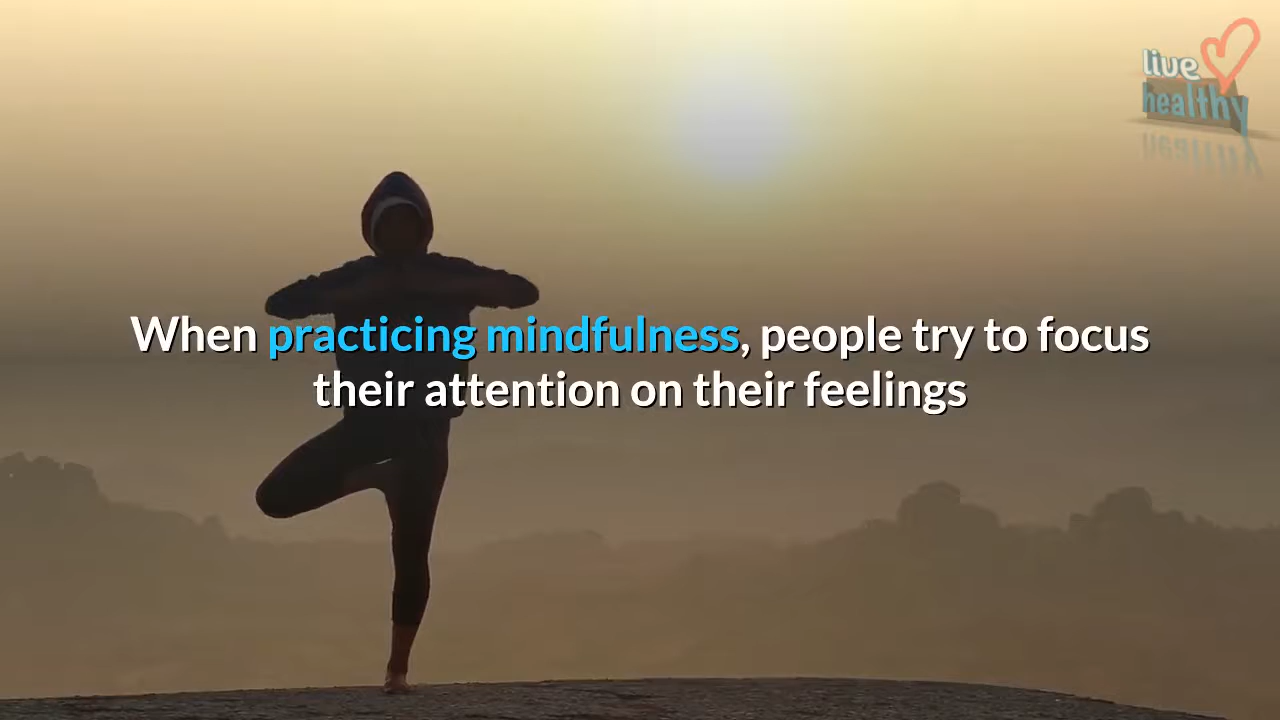 live
healthy
When practicing mindfulness, people try to focus
their attention on their feelings